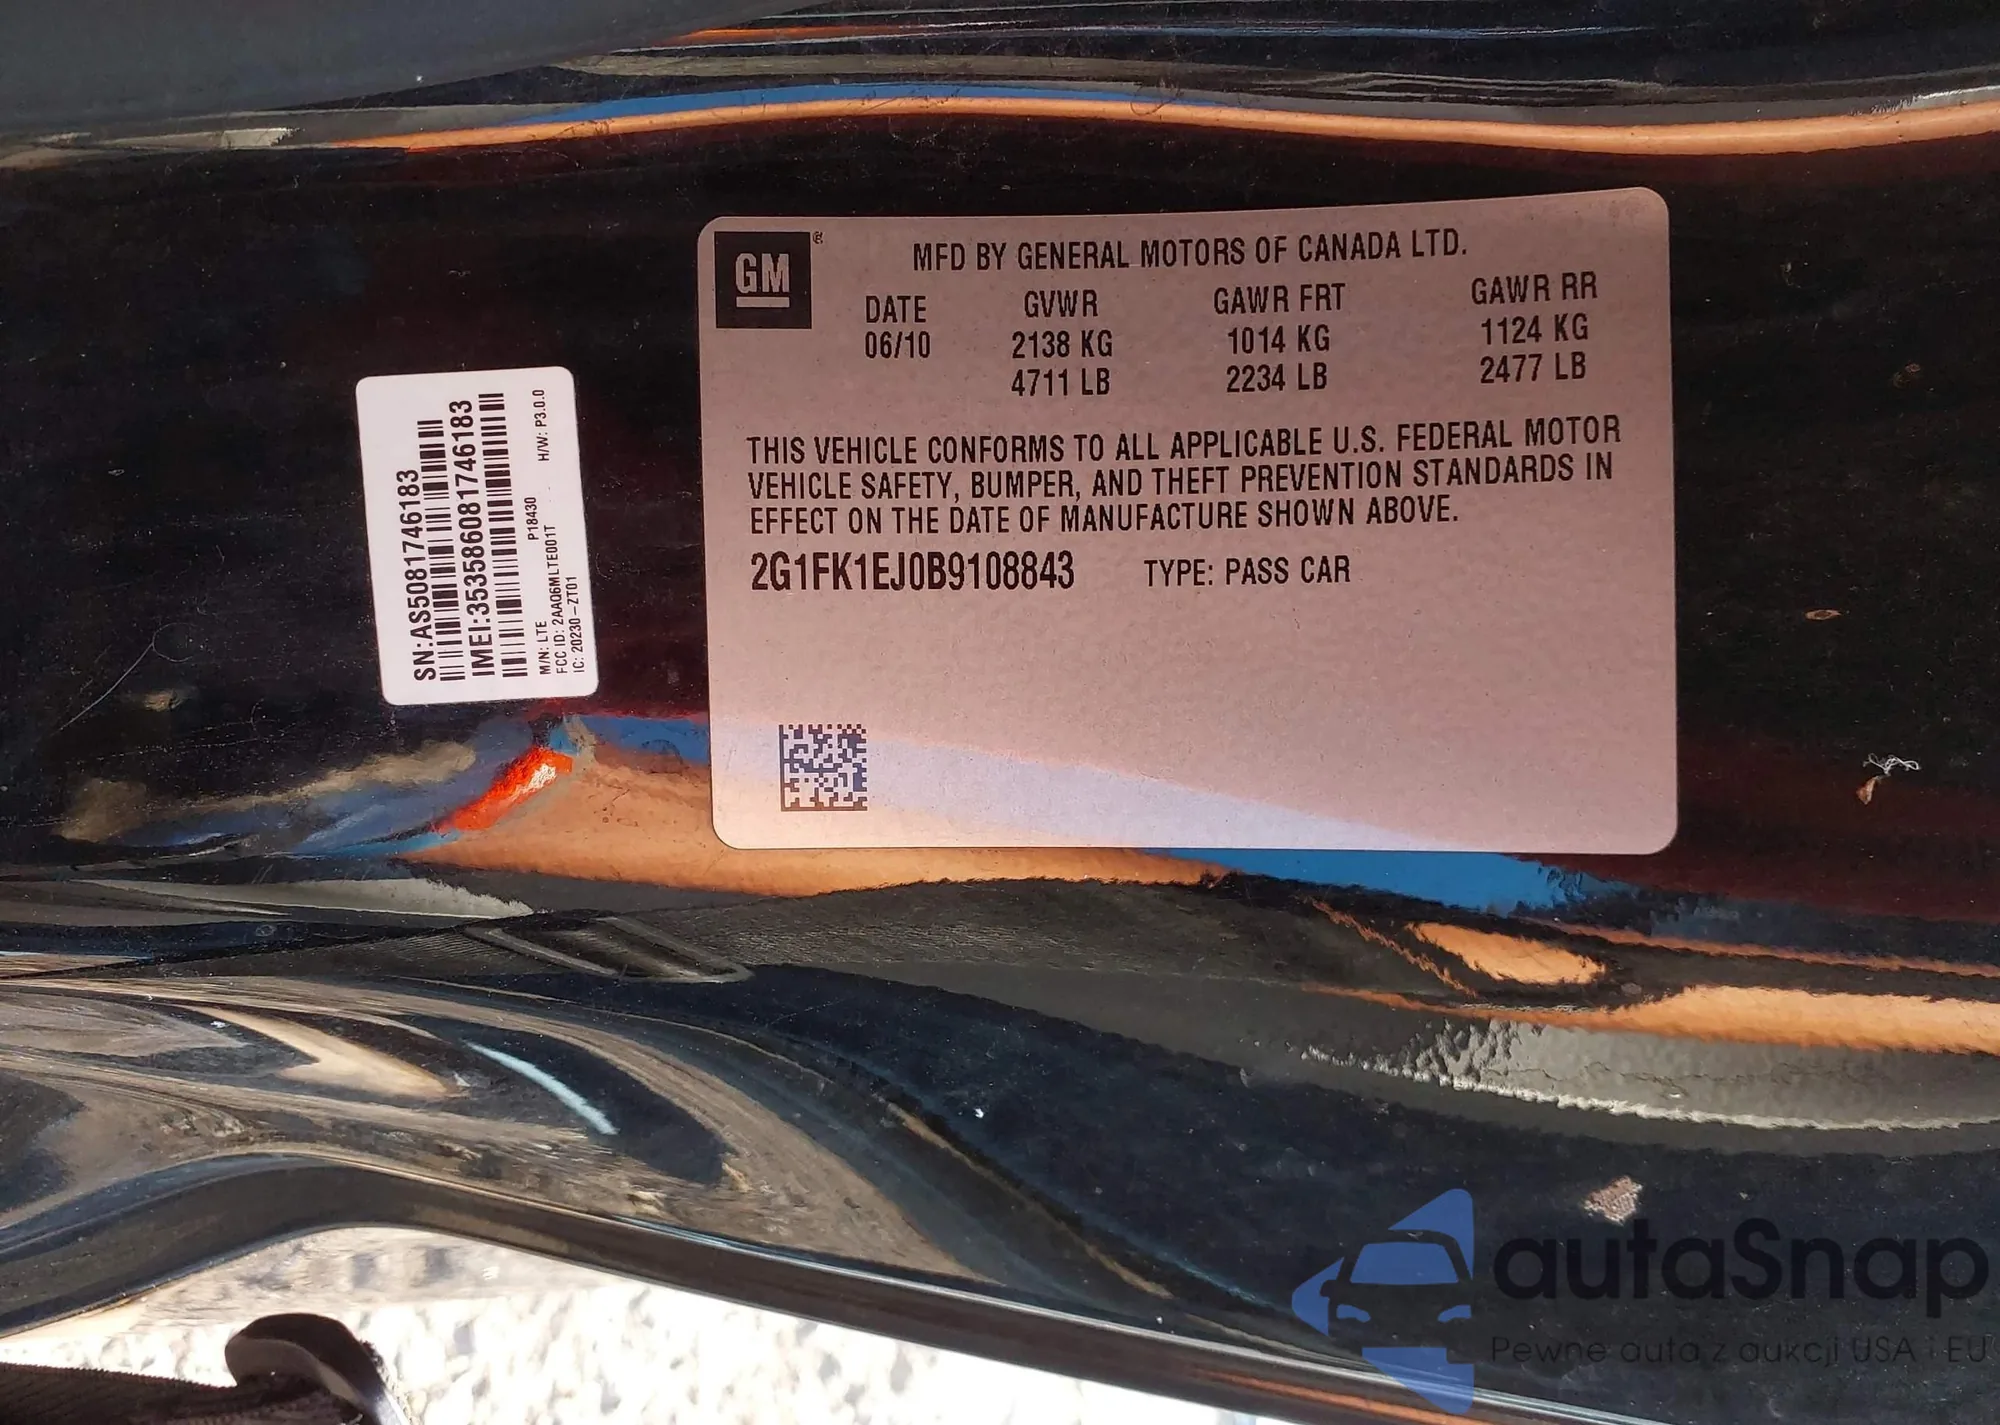 SN:AS5081746183
IMEI:353586081746183
M/N: LTE P118430 H/W: P3.0.0
FCC ID: 2AAQ6MLTE001T
IC: 20230-ZT01
GM ®
MFD BY GENERAL MOTORS OF CANADA LTD.
DATE GVWR GAWR FRT GAWR RR
06/10 2138 KG 1014 KG 1124 KG
4711 LB 2234 LB 2477 LB
THIS VEHICLE CONFORMS TO ALL APPLICABLE U.S. FEDERAL MOTOR
VEHICLE SAFETY, BUMPER, AND THEFT PREVENTION STANDARDS IN
EFFECT ON THE DATE OF MANUFACTURE SHOWN ABOVE.
2G1FK1EJ0B9108843 TYPE: PASS CAR
autaSnap
Pewne auta z aukcji USA i EU